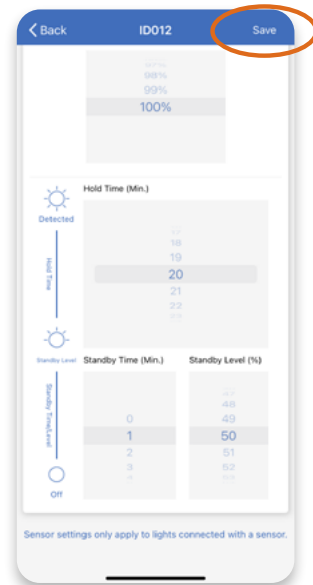 Back ID012 Save
98%
99%
100%
Hold Time (Min.)
Detected
18
19
20
21
22
Hold Time
Standby Level
Standby Time (Min.) Standby Level (%)
Standby Time/Level
48
0 49
1 50
2 51
3 52
Off
Sensor settings only apply to lights connected with a sensor.